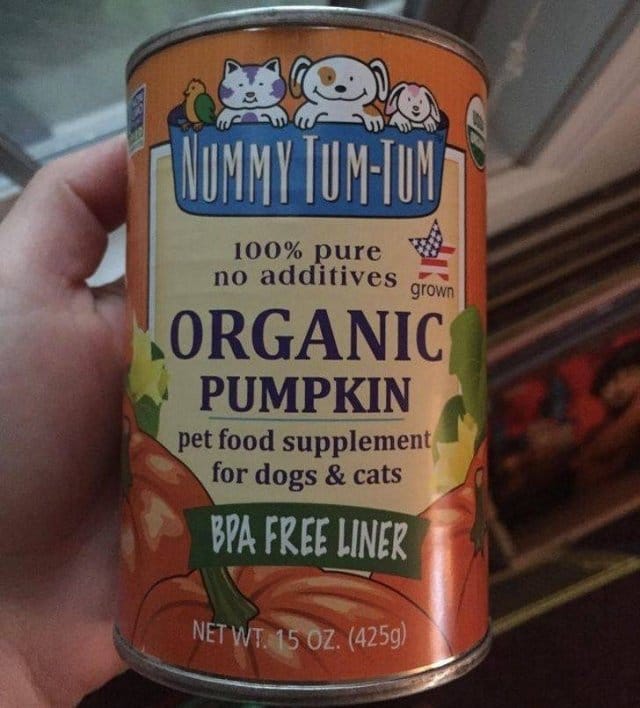 NUMMY TUM-TUM
100% pure
no additives
grown
ORGANIC
PUMPKIN
pet food supplement
for dogs & cats
BPA FREE LINER
NET WT. 15 OZ. (425g)